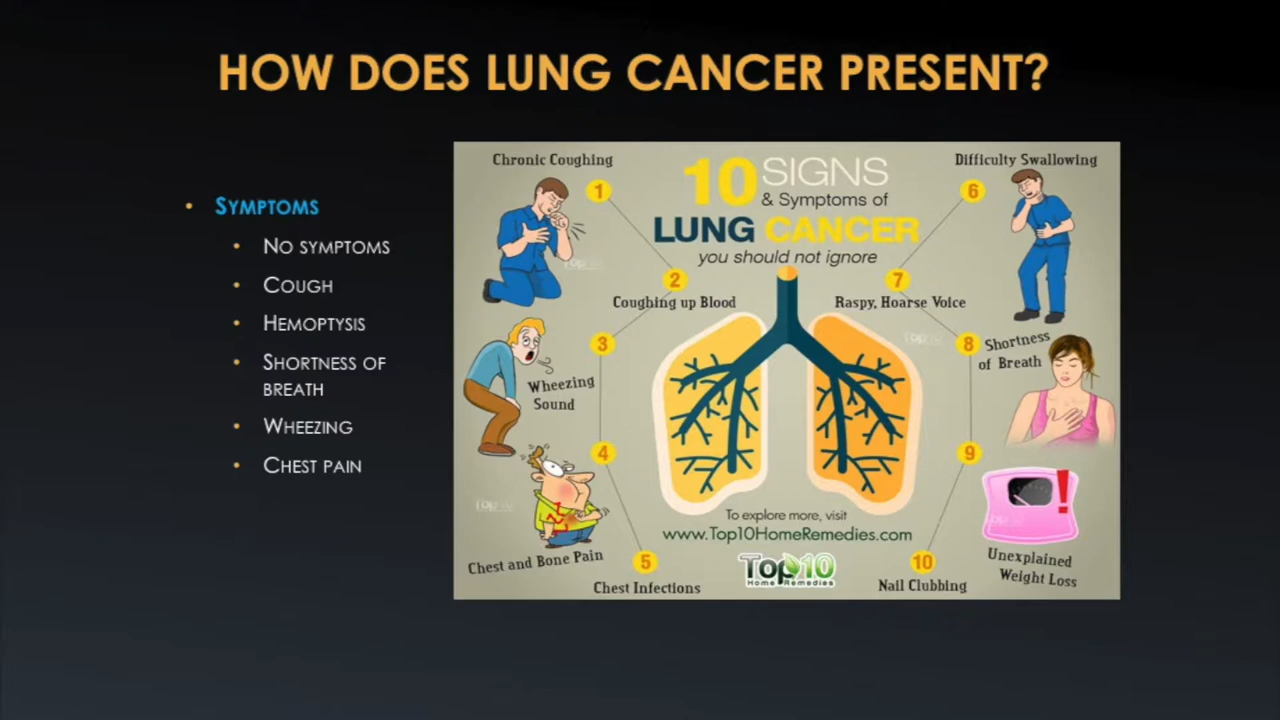 HOW DOES LUNG CANCER PRESENT?
• SYMPTOMS
• NO SYMPTOMS
• COUGH
• HEMOPTYSIS
• SHORTNESS OF
BREATH
• WHEEZING
• CHEST PAIN
10 SIGNS
& Symptoms of
LUNG CANCER
you should not ignore
Chronic Coughing
1
2
Coughing up Blood
3
Wheezing
Sound
4
Chest and Bone Pain
5
Chest Infections
Difficulty Swallowing
6
7
Raspy, Hoarse Voice
8
Shortness
of Breath
9
Unexplained
Weight Loss
10
Nail Clubbing
To explore more, visit
www.Top10HomeRemedies.com
Top10
Home Remedies